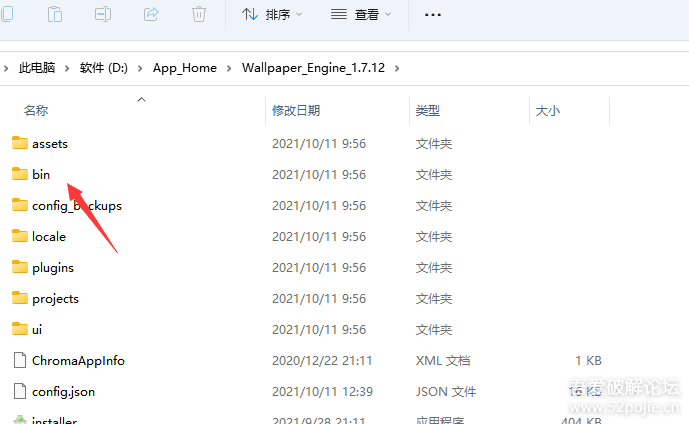 排序 查看
此电脑 软件 (D:) App_Home Wallpaper_Engine_1.7.12
名称 修改日期 类型 大小
assets 2021/10/11 9:56 文件夹
bin 2021/10/11 9:56 文件夹
config_backups 2021/10/11 9:56 文件夹
locale 2021/10/11 9:56 文件夹
plugins 2021/10/11 9:56 文件夹
projects 2021/10/11 9:56 文件夹
ui 2021/10/11 9:56 文件夹
ChromaAppInfo 2020/12/22 21:11 XML 文档 1 KB
config.json 2021/10/11 12:39 JSON 文件 16 KB
吾爱破解论坛
installer 2021/9/28 21:11 应用程序 404 KB
www.52pojie.cn